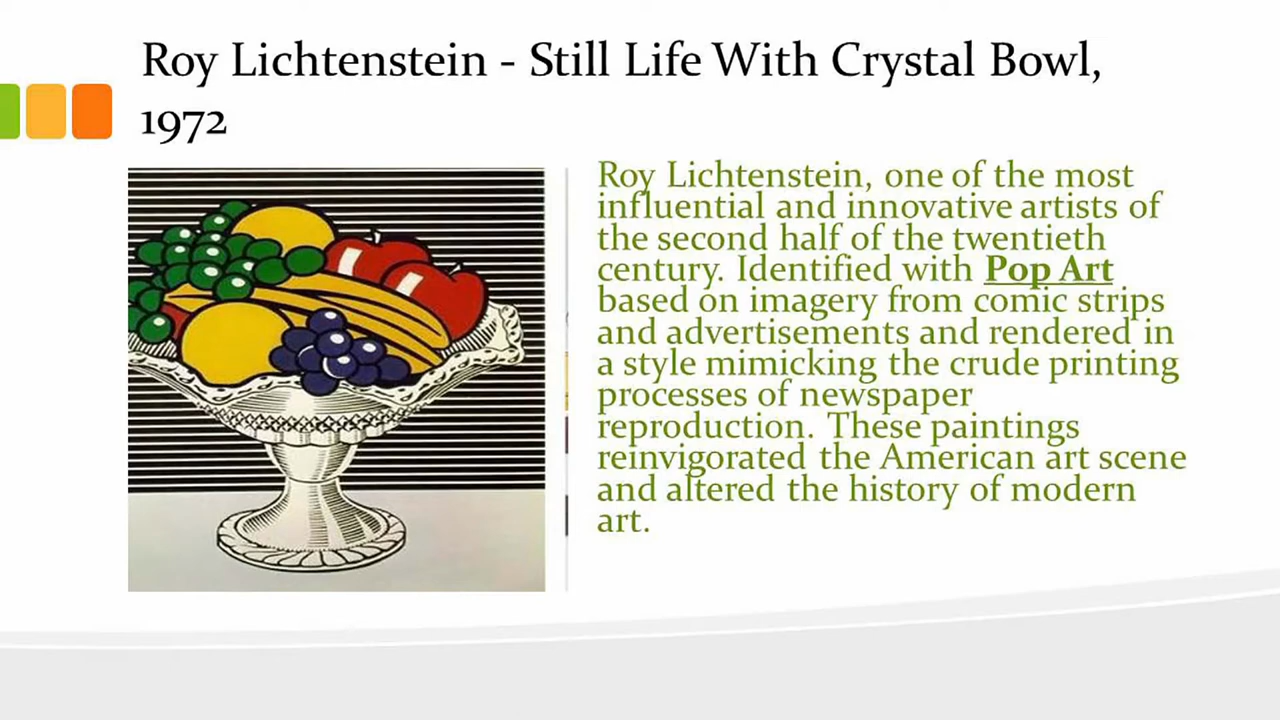 Roy Lichtenstein - Still Life With Crystal Bowl,
1972
Roy Lichtenstein, one of the most
influential and innovative artists of
the second half of the twentieth
century. Identified with Pop Art
based on imagery from comic strips
and advertisements and rendered in
a style mimicking the crude printing
processes of newspaper
reproduction. These paintings
reinvigorated the American art scene
and altered the history of modern
art.